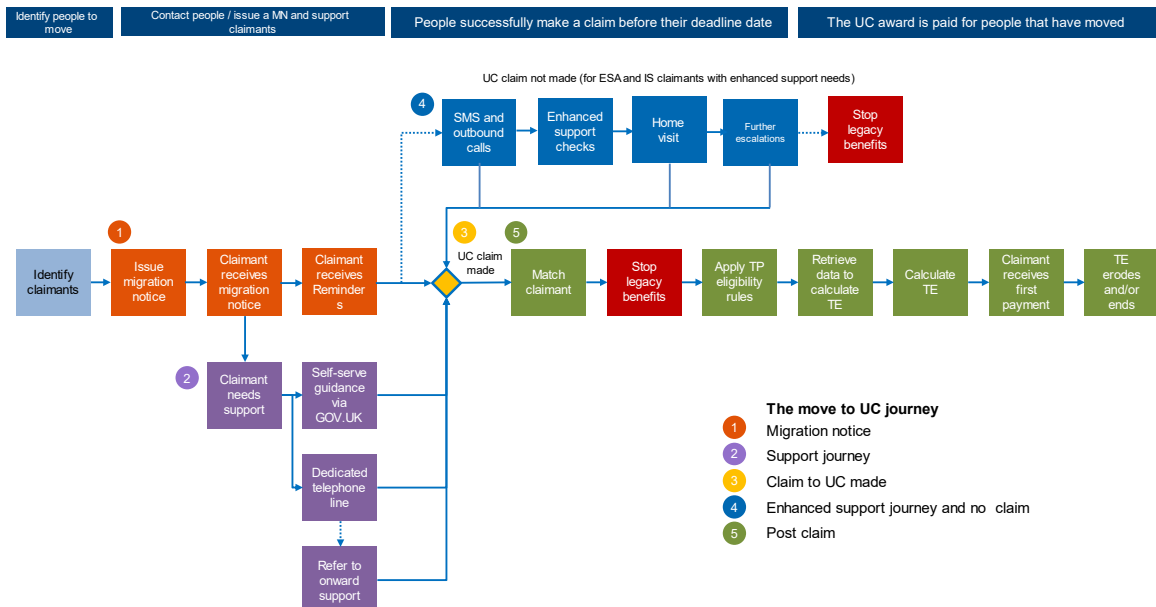 Identify people to
move
Contact people / issue a MN and support
claimants
People successfully make a claim before their deadline date
The UC award is paid for people that have moved
UC claim not made (for ESA and IS claimants with enhanced support needs)
4
SMS and
outbound
calls
Enhanced
support
checks
Home
visit
Further
escalations
Stop
legacy
benefits
1
3
5
UC claim
made
Identify
claimants
Issue
migration
notice
Claimant
receives
migration
notice
Claimant
receives
Reminder
s
Match
claimant
Stop
legacy
benefits
Apply TP
eligibility
rules
Retrieve
data to
calculate
TE
Calculate
TE
Claimant
receives
first
payment
TE
erodes
and/or
ends
2
Claimant
needs
support
Self-serve
guidance
via
GOV.UK
Dedicated
telephone
line
Refer to
onward
support
The move to UC journey
1 Migration notice
2 Support journey
3 Claim to UC made
4 Enhanced support journey and no claim
5 Post claim